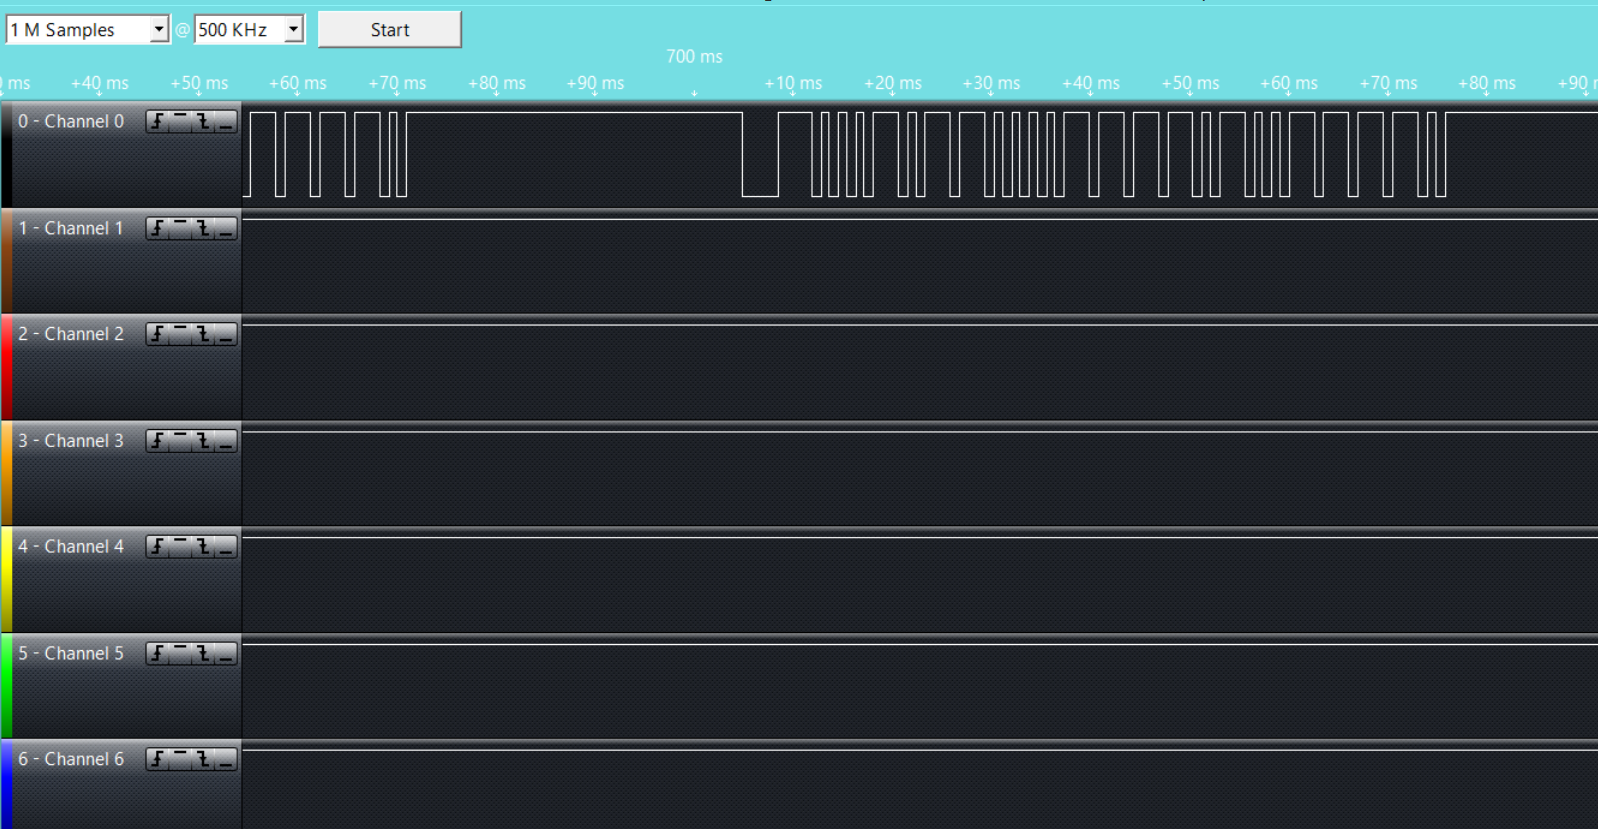 1 M Samples @ 500 KHz Start
700 ms
0 ms +40 ms +50 ms +60 ms +70 ms +80 ms +90 ms +10 ms +20 ms +30 ms +40 ms +50 ms +60 ms +70 ms +80 ms +90
0 - Channel 0
1 - Channel 1
2 - Channel 2
3 - Channel 3
4 - Channel 4
5 - Channel 5
6 - Channel 6